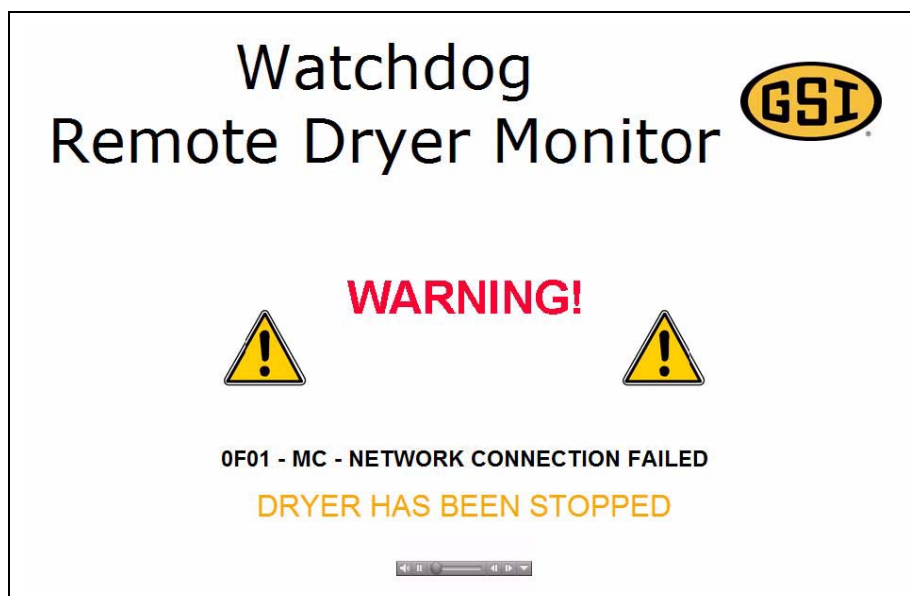 Watchdog
Remote Dryer Monitor
GSI
®
WARNING!
0F01 - MC - NETWORK CONNECTION FAILED
DRYER HAS BEEN STOPPED